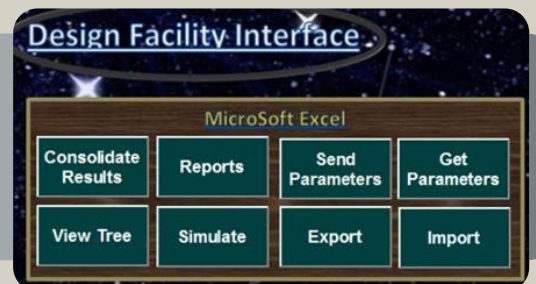 Design Facility Interface
MicroSoft Excel
Consolidate
Results
Reports
Send
Parameters
Get
Parameters
View Tree
Simulate
Export
Import